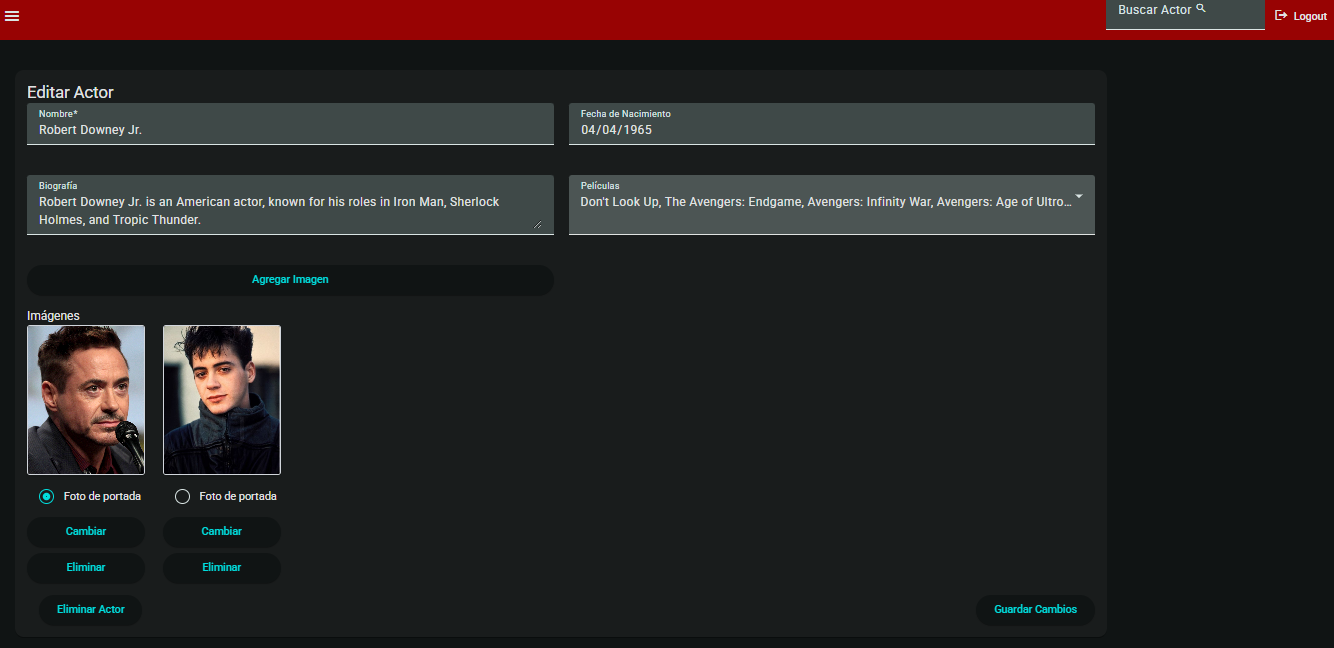 Buscar Actor
Logout
Editar Actor
Nombre*
Robert Downey Jr.
Fecha de Nacimiento
04/04/1965
Biografía
Robert Downey Jr. is an American actor, known for his roles in Iron Man, Sherlock
Holmes, and Tropic Thunder.
Películas
Don't Look Up, The Avengers: Endgame, Avengers: Infinity War, Avengers: Age of Ultro...
Agregar Imagen
Imágenes
Foto de portada
Foto de portada
Cambiar
Cambiar
Eliminar
Eliminar
Eliminar Actor
Guardar Cambios